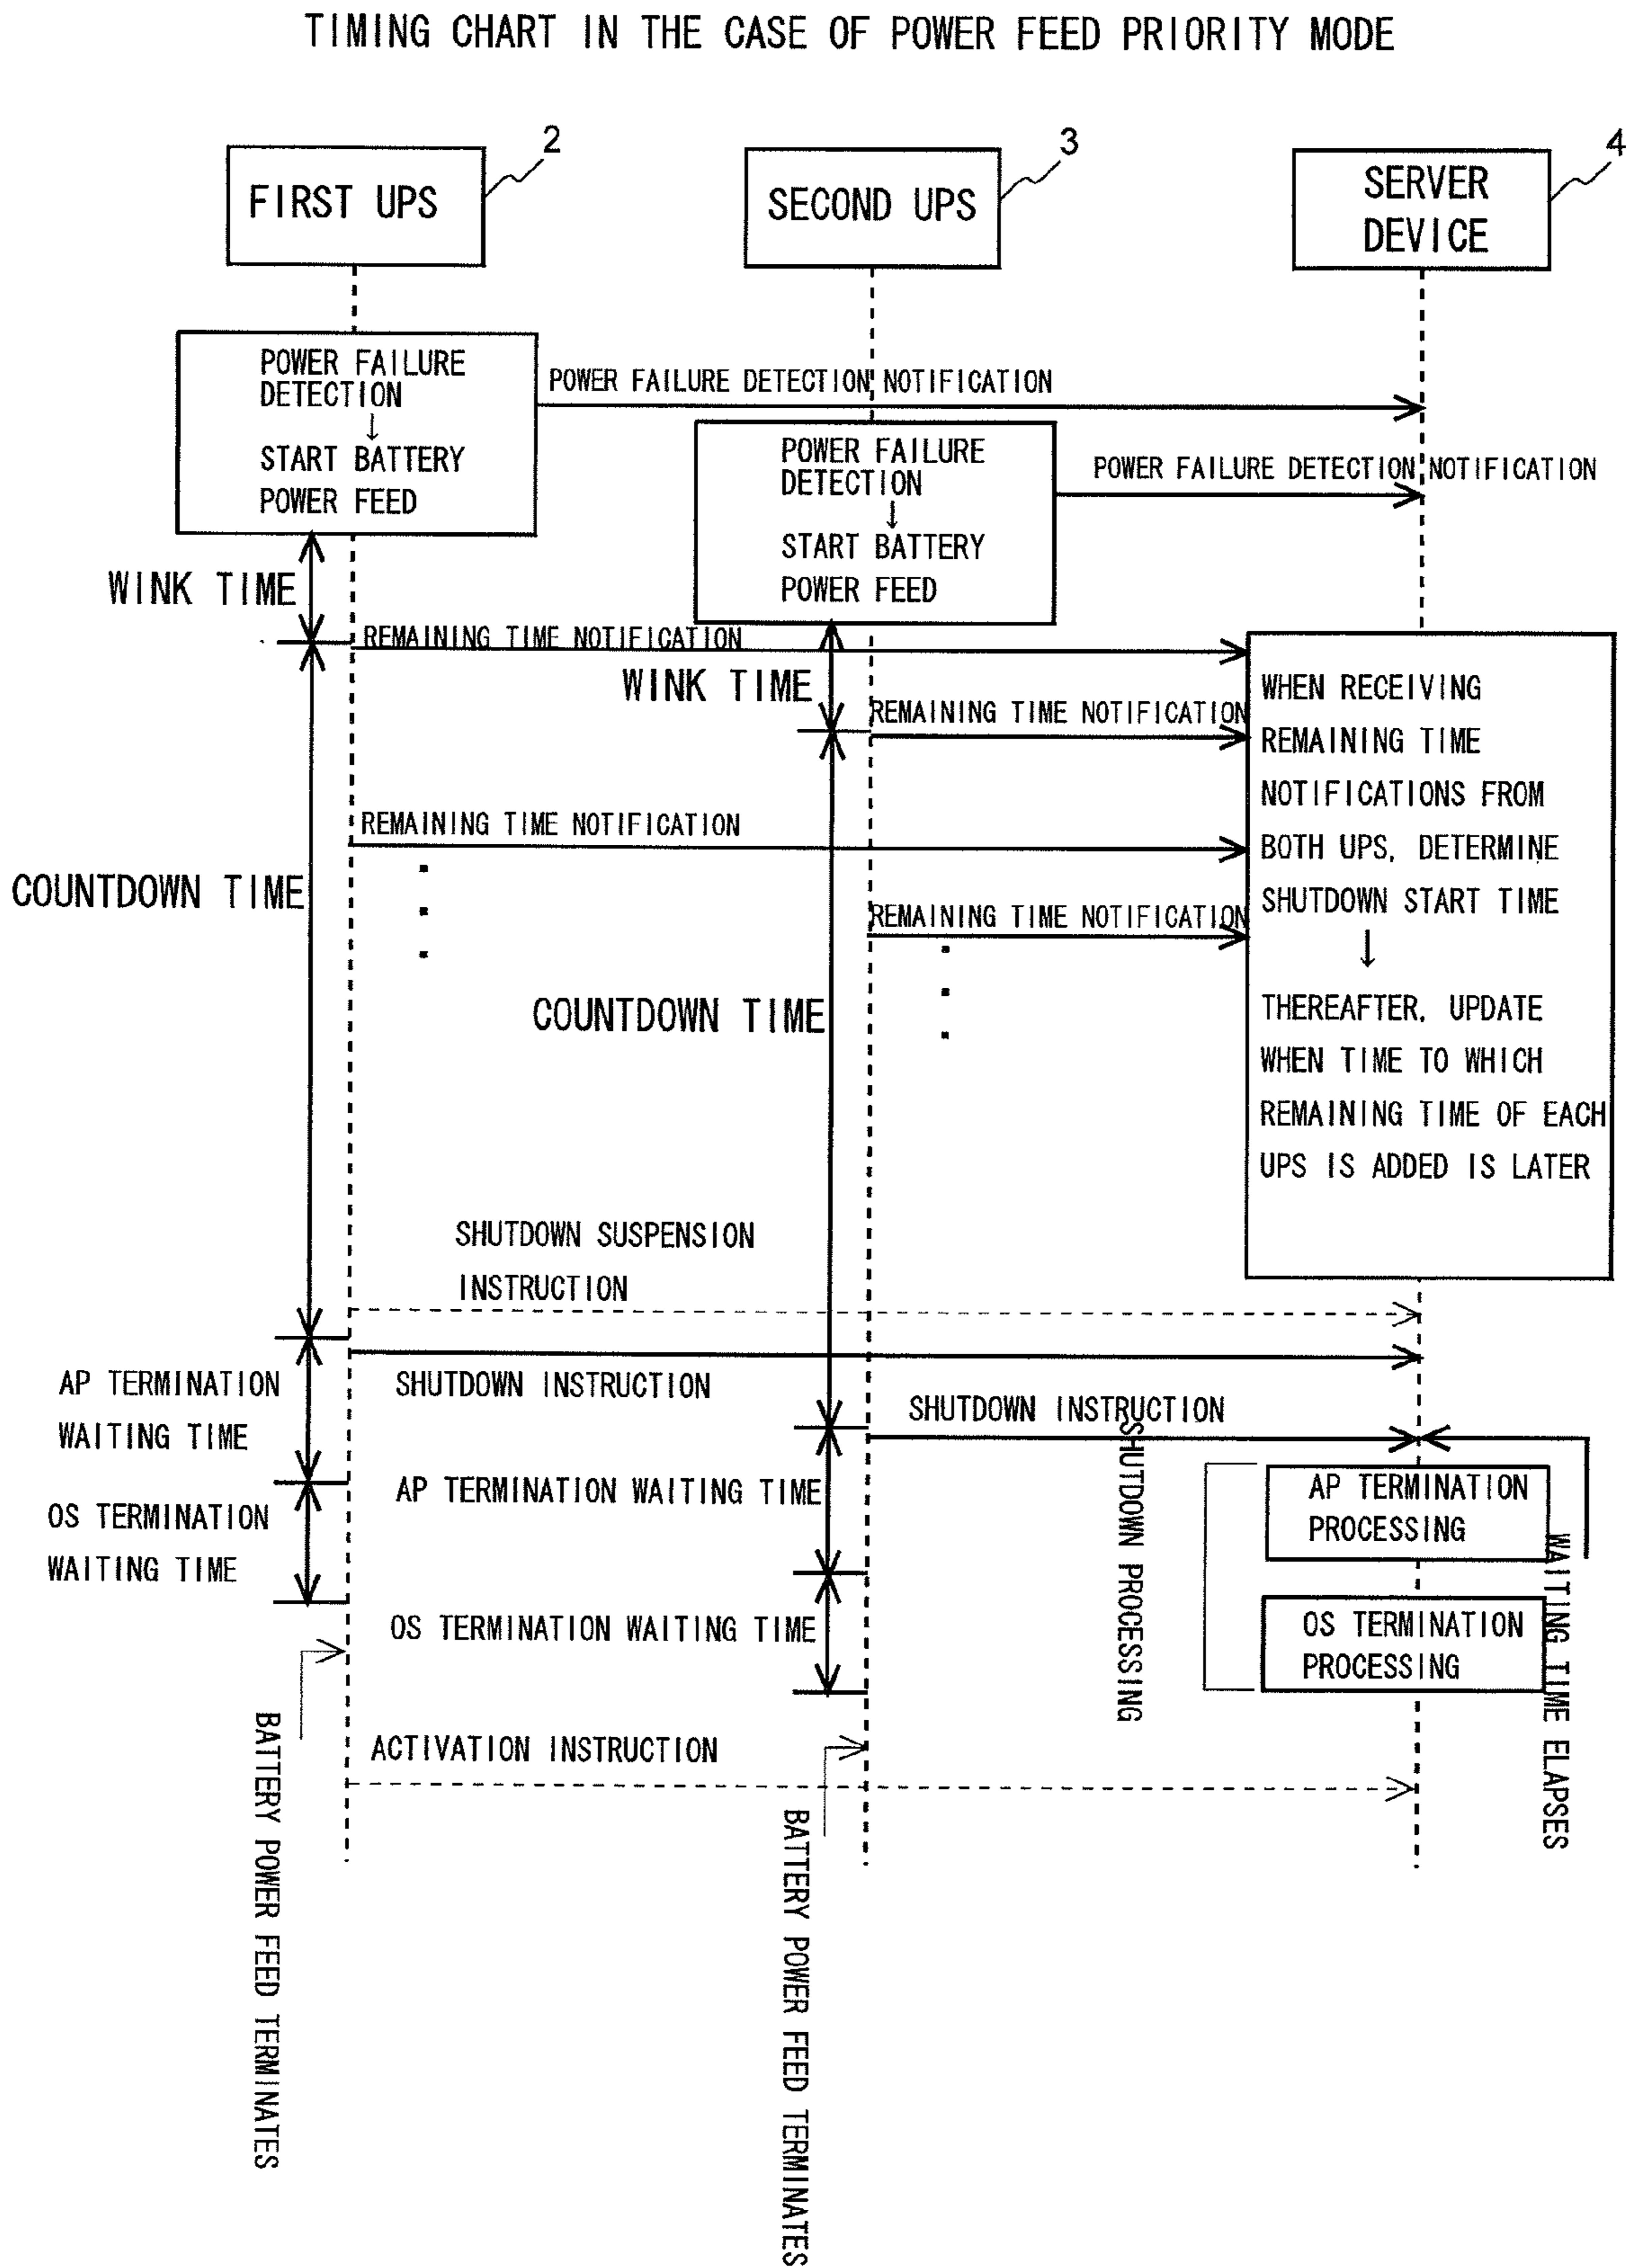 TIMING CHART IN THE CASE OF POWER FEED PRIORITY MODE
2
3
4
FIRST UPS
SECOND UPS
SERVER
DEVICE
POWER FAILURE
DETECTION
↓
START BATTERY
POWER FEED
POWER FAILURE DETECTION NOTIFICATION
POWER FAILURE
DETECTION
↓
START BATTERY
POWER FEED
POWER FAILURE DETECTION NOTIFICATION
WINK TIME
REMAINING TIME NOTIFICATION
WINK TIME
REMAINING TIME NOTIFICATION
WHEN RECEIVING
REMAINING TIME
NOTIFICATIONS FROM
BOTH UPS, DETERMINE
SHUTDOWN START TIME
↓
THEREAFTER, UPDATE
WHEN TIME TO WHICH
REMAINING TIME OF EACH
UPS IS ADDED IS LATER
REMAINING TIME NOTIFICATION
COUNTDOWN TIME
REMAINING TIME NOTIFICATION
COUNTDOWN TIME
SHUTDOWN SUSPENSION
INSTRUCTION
AP TERMINATION
WAITING TIME
SHUTDOWN INSTRUCTION
SHUTDOWN INSTRUCTION
SHUTDOWN PROCESSING
AP TERMINATION WAITING TIME
AP TERMINATION
PROCESSING
OS TERMINATION
WAITING TIME
WAITING TIME ELAPSES
OS TERMINATION WAITING TIME
OS TERMINATION
PROCESSING
BATTERY POWER FEED TERMINATES
ACTIVATION INSTRUCTION
BATTERY POWER FEED TERMINATES